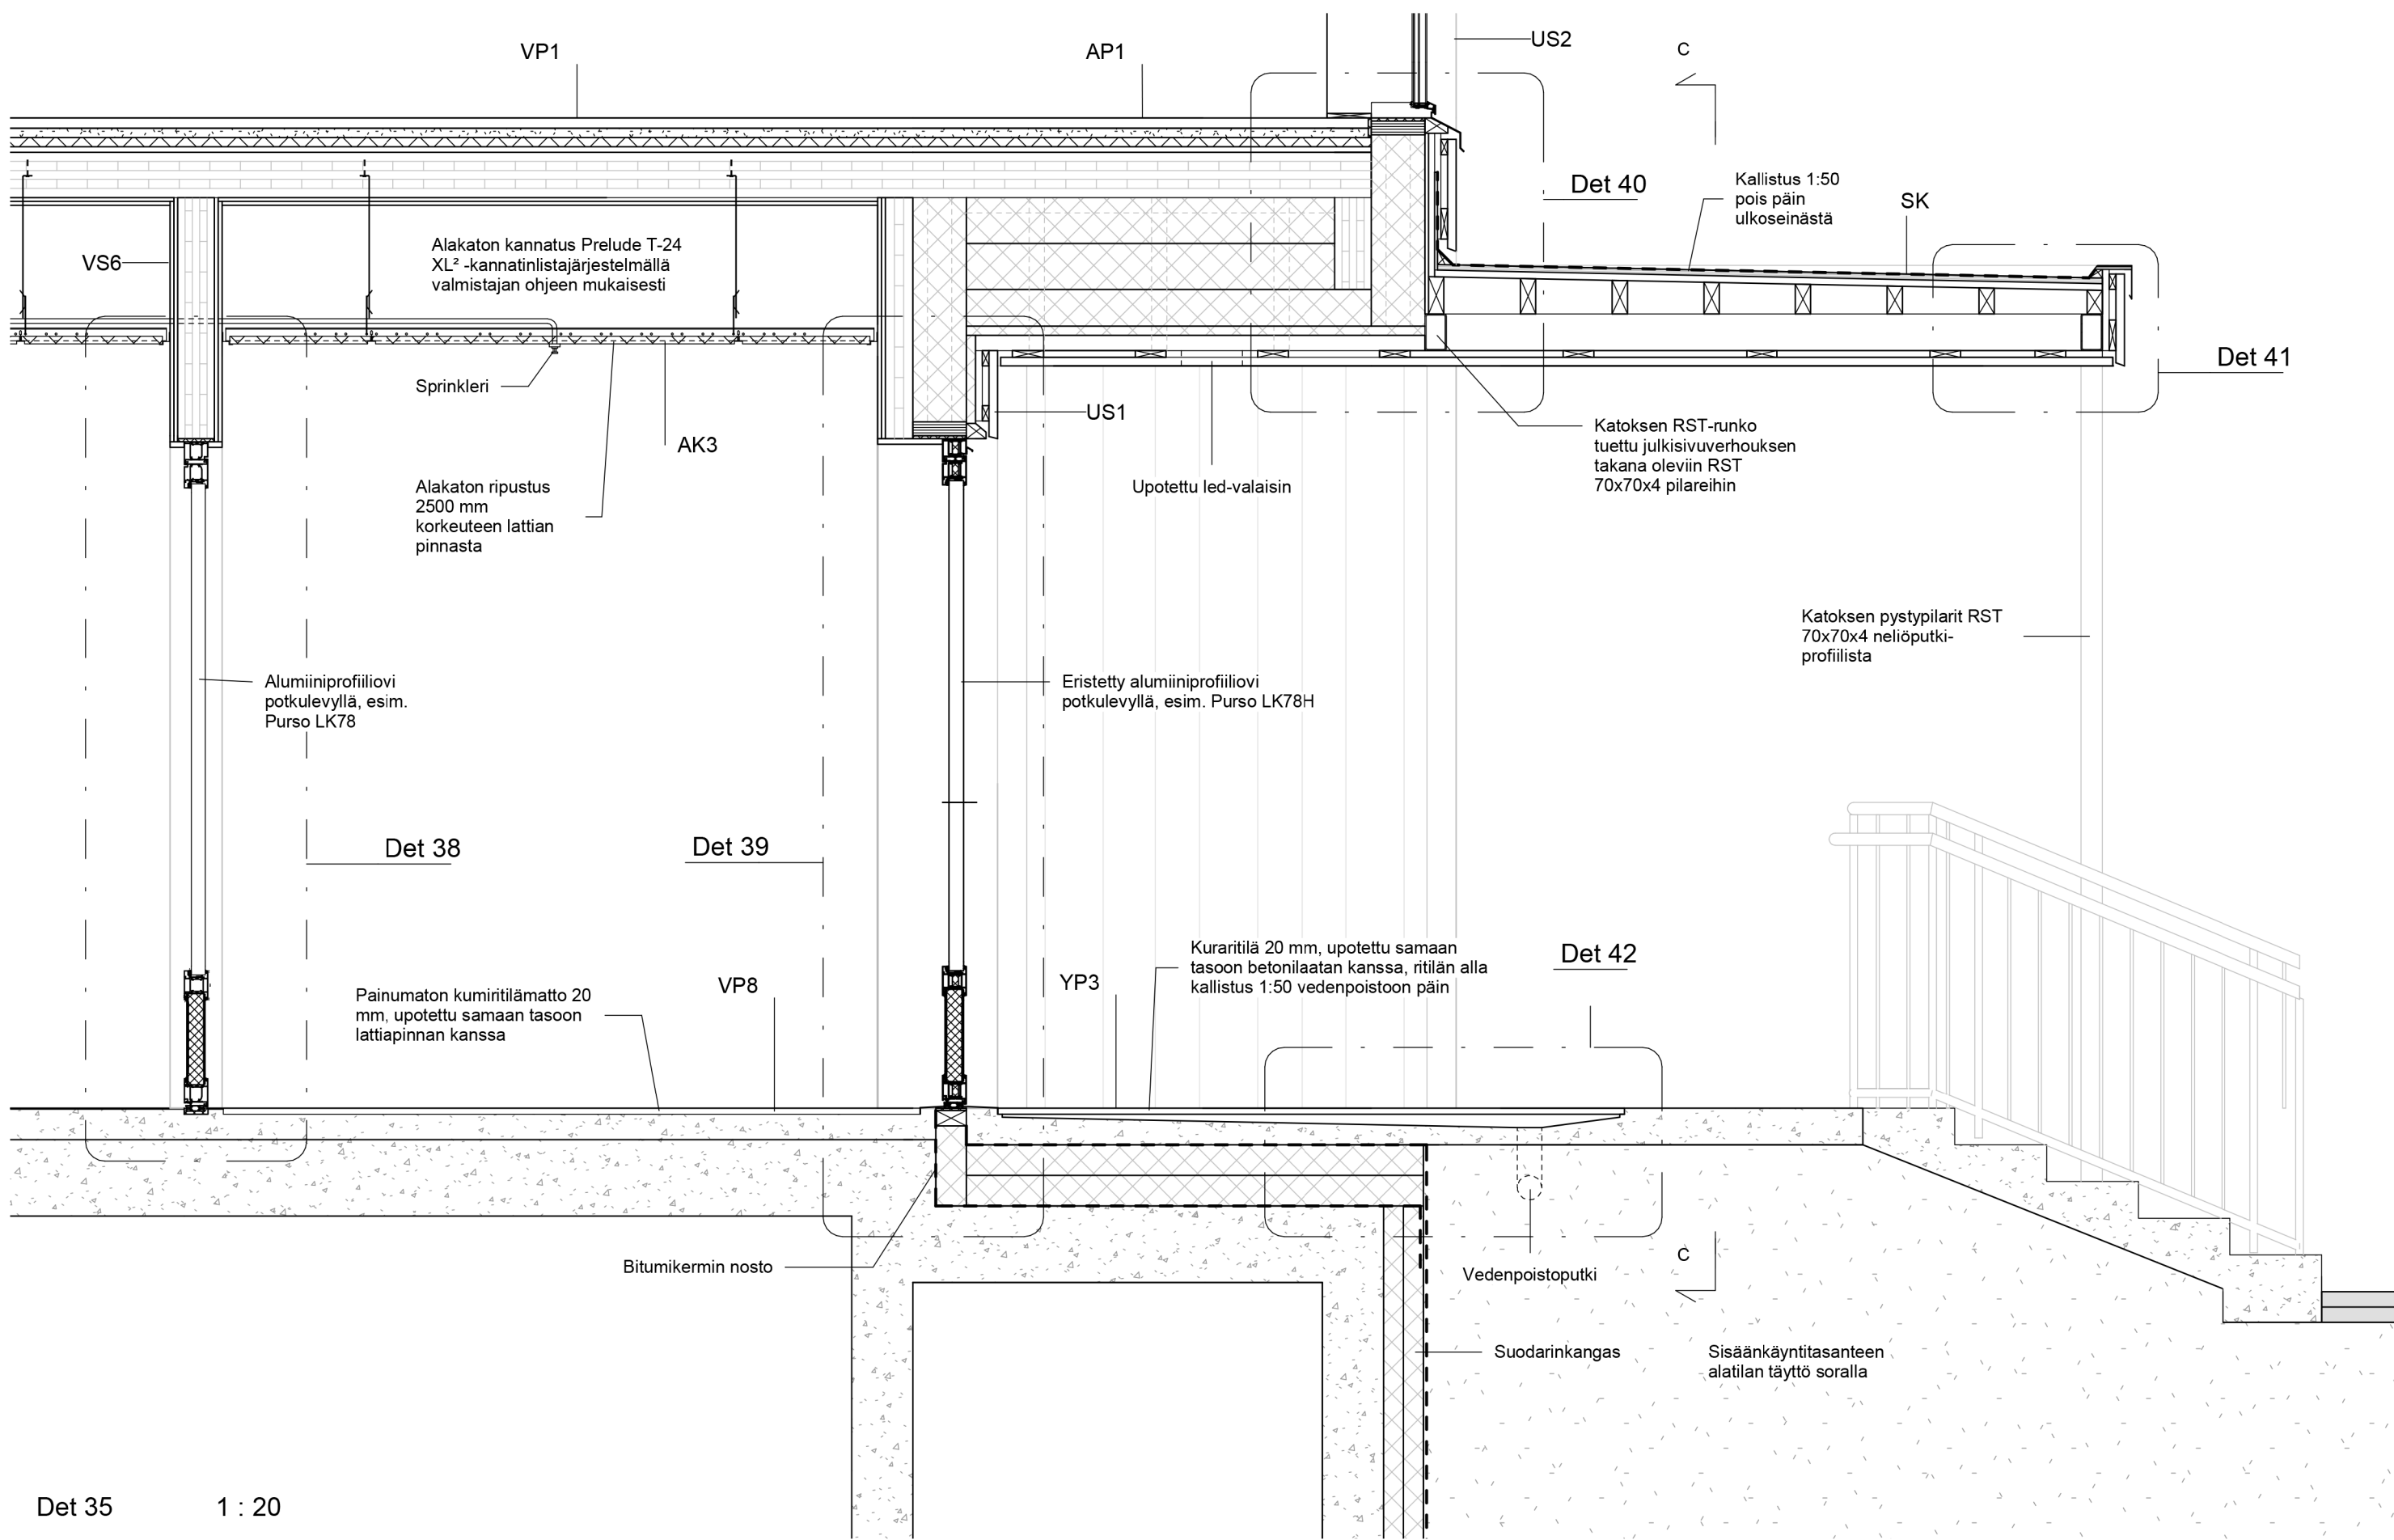 VP1
AP1
US2
C
Det 40
Kallistus 1:50
pois päin
ulkoseinästä
SK
VS6
Alakaton kannatus Prelude T-24
XL² -kannatinlistajärjestelmällä
valmistajan ohjeen mukaisesti
Det 41
Sprinkleri
US1
AK3
Katoksen RST-runko
tuettu julkisivuverhouksen
takana oleviin RST
70x70x4 pilareihin
Alakaton ripustus
2500 mm
korkeuteen lattian
pinnasta
Upotettu led-valaisin
Katoksen pystypilarit RST
70x70x4 neliöputki-
profiilista
Alumiiniprofiiliovi
potkulevyllä, esim.
Purso LK78
Eristetty alumiiniprofiiliovi
potkulevyllä, esim. Purso LK78H
Det 38
Det 39
Kuraritilä 20 mm, upotettu samaan
tasoon betonilaatan kanssa, ritilän alla
kallistus 1:50 vedenpoistoon päin
Det 42
Painumaton kumiritilämatto 20
mm, upotettu samaan tasoon
lattiapinnan kanssa
VP8
YP3
Bitumikermin nosto
Vedenpoistoputki
C
Suodarinkangas
Sisäänkäyntitasanteen
alatilan täyttö soralla
Det 35
1 : 20